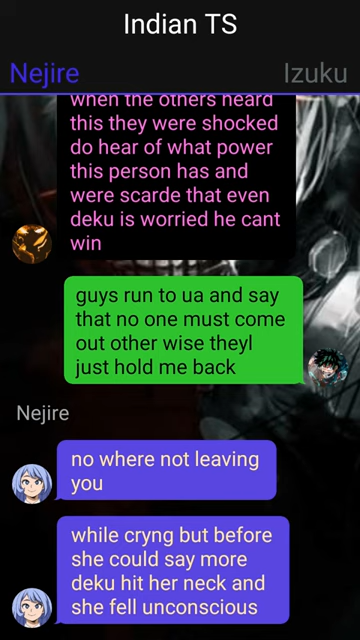 Indian TS
Nejire Izuku
when the others heard
this they were shocked
do hear of what power
this person has and
were scarde that even
deku is worried he cant
win
guys run to ua and say
that no one must come
out other wise theyl
just hold me back
Nejire
no where not leaving
you
while cryng but before
she could say more
deku hit her neck and
she fell unconscious